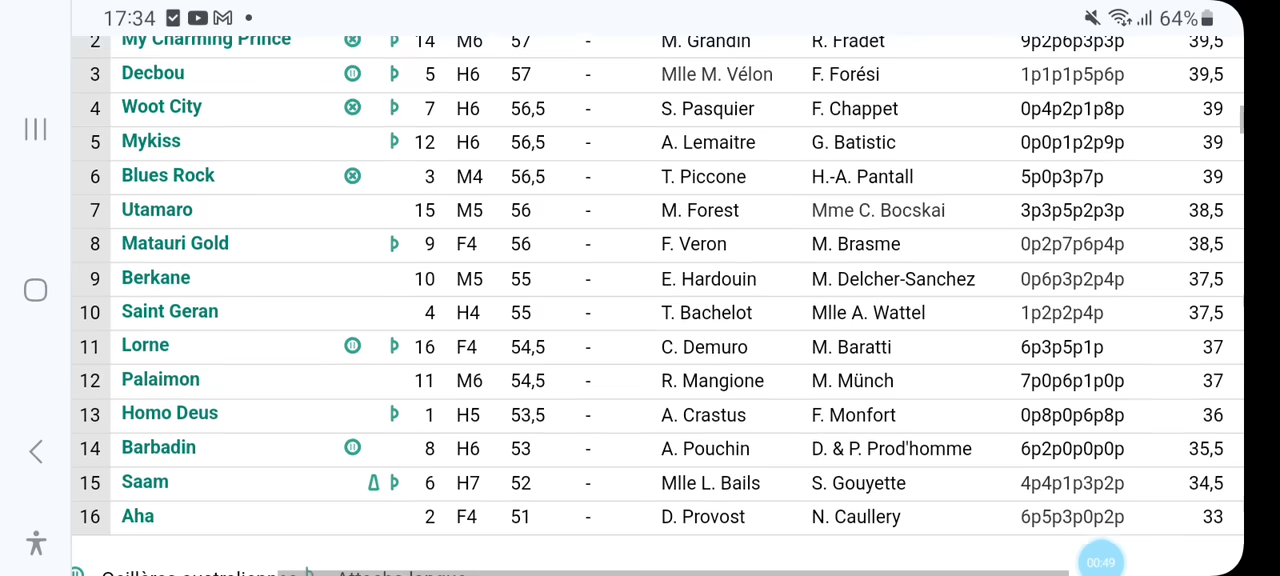 17:34 64%
2 My Charming Prince 14 M6 57 - M. Grandin R. Fradet 9p2p6p3p3p 39,5
3 Decbou 5 H6 57 - Mlle M. Vélon F. Forési 1p1p1p5p6p 39,5
4 Woot City 7 H6 56,5 - S. Pasquier F. Chappet 0p4p2p1p8p 39
5 Mykiss 12 H6 56,5 - A. Lemaitre G. Batistic 0p0p1p2p9p 39
6 Blues Rock 3 M4 56,5 - T. Piccone H.-A. Pantall 5p0p3p7p 39
7 Utamaro 15 M5 56 - M. Forest Mme C. Bocskai 3p3p5p2p3p 38,5
8 Matauri Gold 9 F4 56 - F. Veron M. Brasme 0p2p7p6p4p 38,5
9 Berkane 10 M5 55 - E. Hardouin M. Delcher-Sanchez 0p6p3p2p4p 37,5
10 Saint Geran 4 H4 55 - T. Bachelot Mlle A. Wattel 1p2p2p4p 37,5
11 Lorne 16 F4 54,5 - C. Demuro M. Baratti 6p3p5p1p 37
12 Palaimon 11 M6 54,5 - R. Mangione M. Münch 7p0p6p1p0p 37
13 Homo Deus 1 H5 53,5 - A. Crastus F. Monfort 0p8p0p6p8p 36
14 Barbadin 8 H6 53 - A. Pouchin D. & P. Prod'homme 6p2p0p0p0p 35,5
15 Saam 6 H7 52 - Mlle L. Bails S. Gouyette 4p4p1p3p2p 34,5
16 Aha 2 F4 51 - D. Provost N. Caullery 6p5p3p0p2p 33
Oeillères australiennes Attache langue
00:49